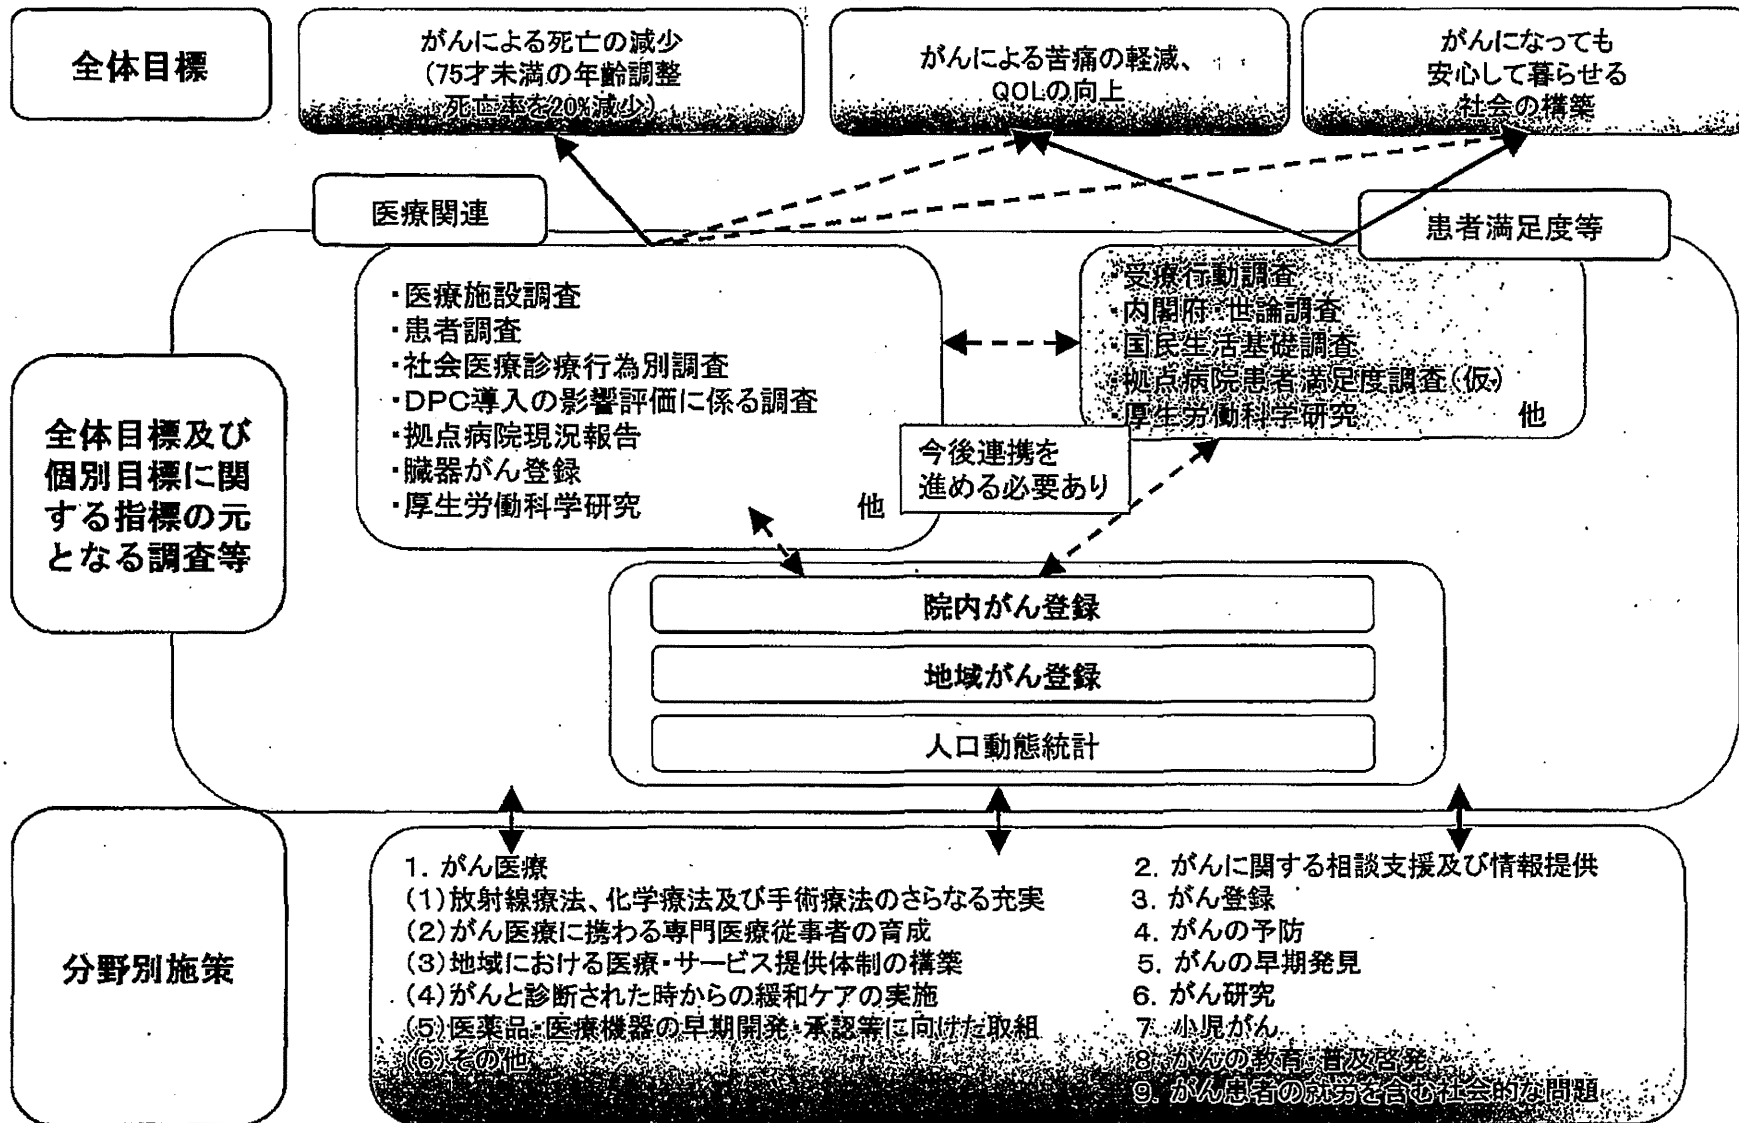 全体目標
がんによる死亡の減少
(75才未満の年齢調整
死亡率を20%減少)
がんによる苦痛の軽減、
QOLの向上
がんになっても
安心して暮らせる
社会の構築
医療関連
患者満足度等
全体目標及び
個別目標に関
する指標の元
となる調査等
・医療施設調査
・患者調査
・社会医療診療行為別調査
・DPC導入の影響評価に係る調査
・拠点病院現況報告
・臓器がん登録
・厚生労働科学研究 他
・受療行動調査
・内閣府・世論調査
・国民生活基礎調査
・拠点病院患者満足度調査(仮)
・厚生労働科学研究 他
今後連携を
進める必要あり
院内がん登録
地域がん登録
人口動態統計
分野別施策
1. がん医療
(1)放射線療法、化学療法及び手術療法のさらなる充実
(2)がん医療に携わる専門医療従事者の育成
(3)地域における医療・サービス提供体制の構築
(4)がんと診断された時からの緩和ケアの実施
(5)医薬品・医療機器の早期開発・承認等に向けた取組
(6)その他
2. がんに関する相談支援及び情報提供
3. がん登録
4. がんの予防
5. がんの早期発見
6. がん研究
7. 小児がん
8. がんの教育・普及啓発
9. がん患者の就労を含む社会的な問題